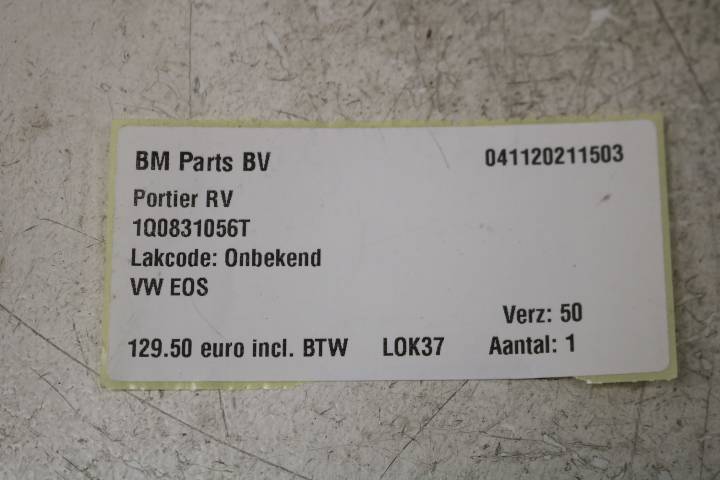 BM Parts BV 041120211503
Portier RV
1Q0831056T
Lakcode: Onbekend
VW EOS
Verz: 50
129.50 euro incl. BTW LOK37 Aantal: 1